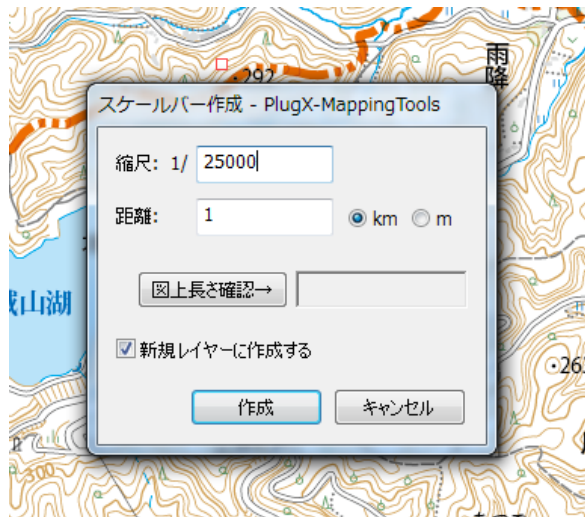 ・292
雨降
スケールバー作成 - PlugX-MappingTools
縮尺: 1/ 25000
距離: 1 km m
図上長さ確認→
山湖
新規レイヤーに作成する
・26
作成 キャンセル
300